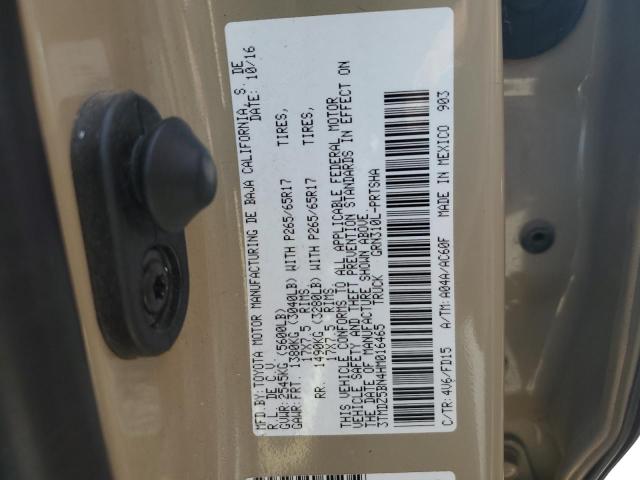 MFD.BY:TOYOTA MOTOR MANUFACTURING DE BAJA CALIFORNIA, S. DE
R.L. DE C.V. DATE: 10/16
GVWR:2545KG (5600LB)
GAWR:FRT. 1380KG (3040LB) WITH P265/65R17 TIRES,
17X7.5 RIMS
RR. 1490KG (3280LB) WITH P265/65R17 TIRES,
17X7.5 RIMS
THIS VEHICLE CONFORMS TO ALL APPLICABLE FEDERAL MOTOR
VEHICLE SAFETY AND THEFT PREVENTION STANDARDS IN EFFECT ON
THE DATE OF MANUFACTURE SHOWN ABOVE.
3TMDZ5BN4HM016465 TRUCK GRN310L-PRTSHA
C/TR:4V6/FD15 A/TM:A04A/AC60F MADE IN MEXICO 903